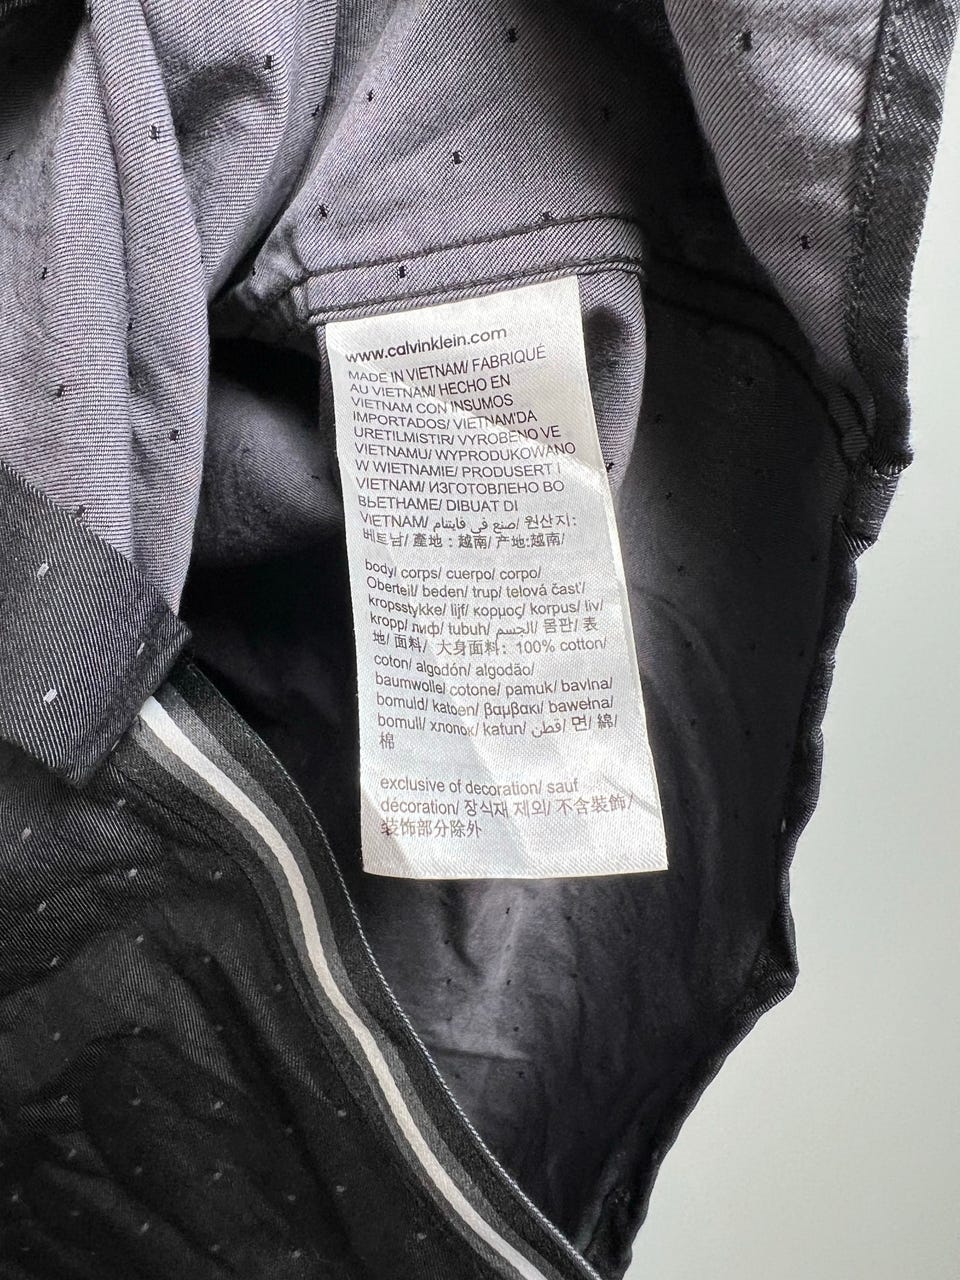 www.calvinklein.com
MADE IN VIETNAM/ FABRIQUÉ
AU VIETNAM/ HECHO EN
VIETNAM CON INSUMOS
IMPORTADOS/ VIETNAM'DA
URETILMISTIR/ VYROBENO VE
VIETNAMU/ WYPRODUKOWANO
W WIETNAMIE/ PRODUSERT I
VIETNAM/ ИЗГОТОВЛЕНО ВО
ВЬЕТНАМЕ/ DIBUAT DI
VIETNAM/ صنع في فايتنام/ 원산지:
베트남/ 產地 : 越南/ 产地:越南/
body/ corps/ cuerpo/ corpo/
Oberteil/ beden/ trup/ telová časť/
kropsstykke/ lijf/ κορμος/ korpus/ liv/
kropp/ лиф/ tubuh/ الجسم/ 몸판/ 表
地/ 面料/ 大身面料: 100% cotton/
coton/ algodón/ algodão/
baumwolle/ cotone/ pamuk/ bavlna/
bomuld/ katoen/ βαμβακι/ bawełna/
bomull/ хлопок/ katun/ قطن/ 면/ 綿/
棉
exclusive of decoration/ sauf
décoration/ 장식재 제외/ 不含裝飾/
装饰部分除外